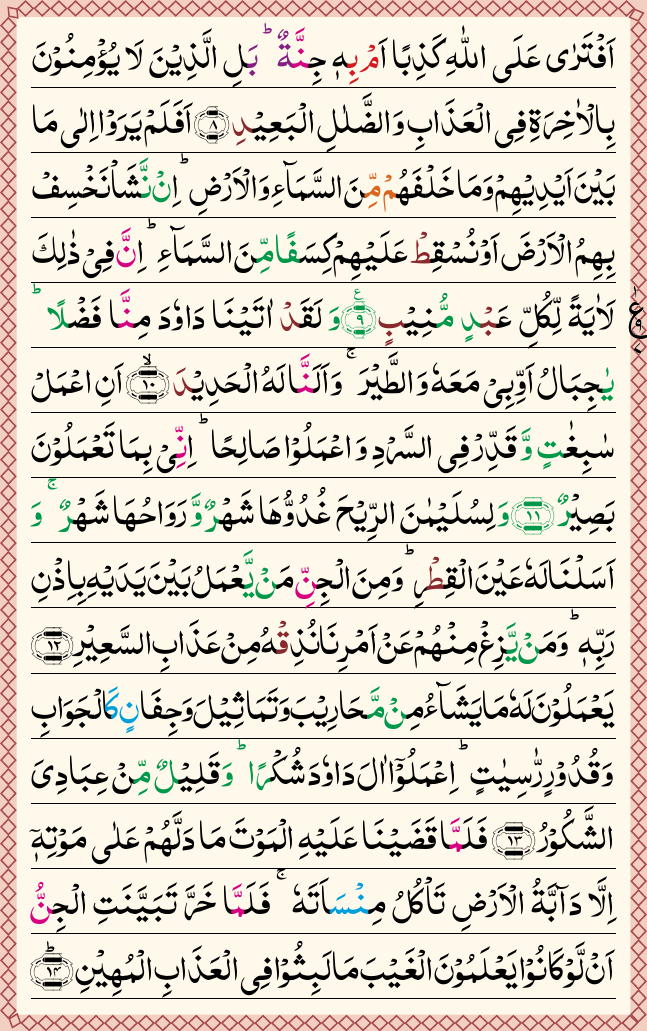 اَفْتَرٰى عَلَى اللّٰهِ كَذِبًا اَمْ بِهٖ جِنَّةٌ ؕ بَلِ الَّذِيْنَ لَا يُؤْمِنُوْنَ
بِالْاٰخِرَةِ فِى الْعَذَابِ وَالضَّلٰلِ الْبَعِيْدِ ﴿۸﴾ اَفَلَمْ يَرَوْا اِلٰى مَا
بَيْنَ اَيْدِيْهِمْ وَمَا خَلْفَهُمْ مِّنَ السَّمَآءِ وَالْاَرْضِ ؕ اِنْ نَّشَاْ نَخْسِفْ
بِهِمُ الْاَرْضَ اَوْ نُسْقِطْ عَلَيْهِمْ كِسَفًا مِّنَ السَّمَآءِ ؕ اِنَّ فِىْ ذٰلِكَ
لَاٰيَةً لِّكُلِّ عَبْدٍ مُّنِيْبٍ ﴿۹﴾ وَ لَقَدْ اٰتَيْنَا دَاوٗدَ مِنَّا فَضْلًا ؕ ع
يٰجِبَالُ اَوِّبِىْ مَعَهٗ وَالطَّيْرَ ۚ وَاَلَنَّا لَهُ الْحَدِيْدَ ﴿۱۰﴾ۙ اَنِ اعْمَلْ
سٰبِغٰتٍ وَّ قَدِّرْ فِى السَّرْدِ وَاعْمَلُوْا صَالِحًا ؕ اِنِّىْ بِمَا تَعْمَلُوْنَ
بَصِيْرٌ ﴿۱۱﴾ وَ لِسُلَيْمٰنَ الرِّيْحَ غُدُوُّهَا شَهْرٌ وَّ رَوَاحُهَا شَهْرٌ ۚ وَ
اَسَلْنَا لَهٗ عَيْنَ الْقِطْرِ ؕ وَمِنَ الْجِنِّ مَنْ يَّعْمَلُ بَيْنَ يَدَيْهِ بِاِذْنِ
رَبِّهٖ ؕ وَمَنْ يَّزِغْ مِنْهُمْ عَنْ اَمْرِنَا نُذِقْهُ مِنْ عَذَابِ السَّعِيْرِ ﴿۱۲﴾
يَعْمَلُوْنَ لَهٗ مَا يَشَآءُ مِنْ مَّحَارِيْبَ وَتَمَاثِيْلَ وَجِفَانٍ كَالْجَوَابِ
وَقُدُوْرٍ رّٰسِيٰتٍ ؕ اِعْمَلُوْۤا اٰلَ دَاوٗدَ شُكْرًا ؕ وَ قَلِيْلٌ مِّنْ عِبَادِىَ
الشَّكُوْرُ ﴿۱۳﴾ فَلَمَّا قَضَيْنَا عَلَيْهِ الْمَوْتَ مَا دَلَّهُمْ عَلٰى مَوْتِهٖۤ
اِلَّا دَآبَّةُ الْاَرْضِ تَاْكُلُ مِنْسَاَتَهٗ ۚ فَلَمَّا خَرَّ تَبَيَّنَتِ الْجِنُّ
اَنْ لَّوْ كَانُوْا يَعْلَمُوْنَ الْغَيْبَ مَا لَبِثُوْا فِى الْعَذَابِ الْمُهِيْنِ ﴿۱۴﴾ؕ